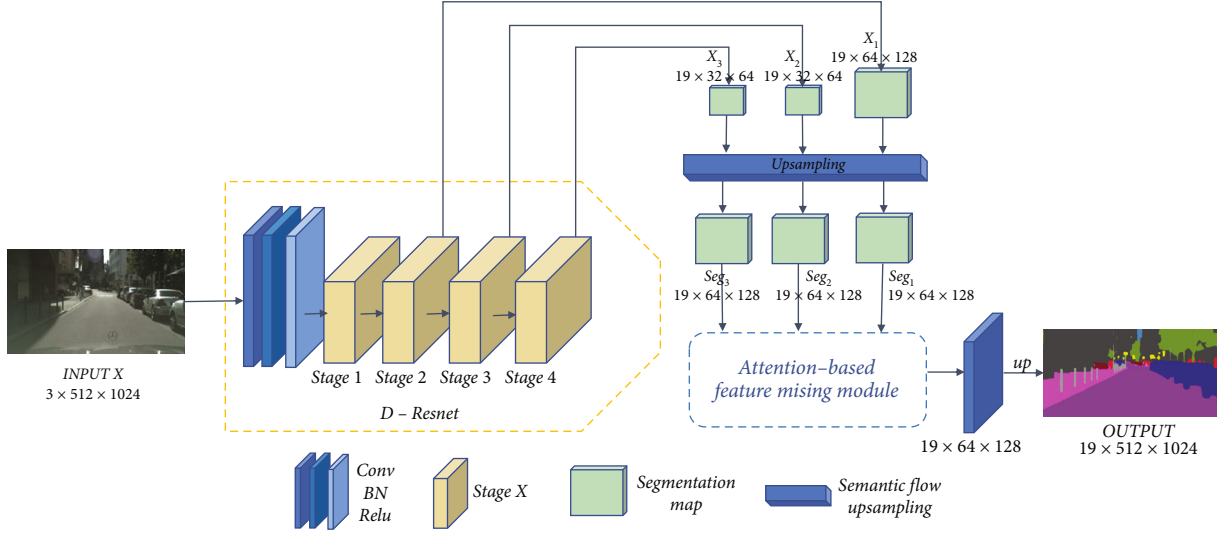 X₃
19 × 32 × 64
X₂
19 × 32 × 64
X₁
19 × 64 × 128
Upsampling
Seg₃
19 × 64 × 128
Seg₂
19 × 64 × 128
Seg₁
19 × 64 × 128
INPUT X
3 × 512 × 1024
Stage 1
Stage 2
Stage 3
Stage 4
D – Resnet
Attention–based
feature mising module
19 × 64 × 128
up
OUTPUT
19 × 512 × 1024
Conv
BN
Relu
Stage X
Segmentation
map
Semantic flow
upsampling